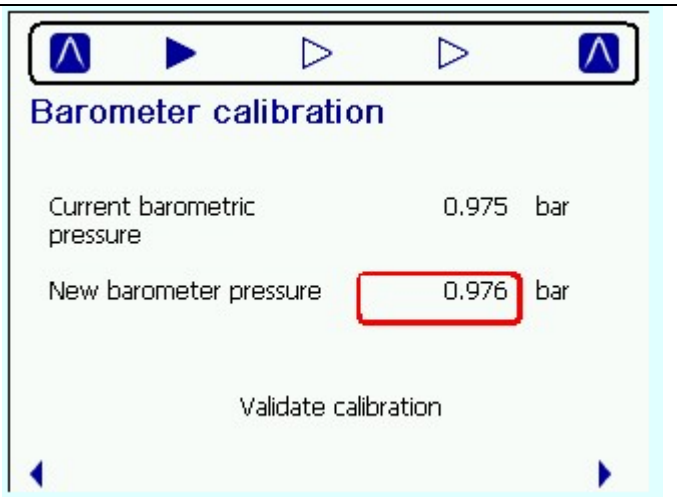 Barometer calibration
Current barometric 0.975 bar
pressure
New barometer pressure 0.976 bar
Validate calibration